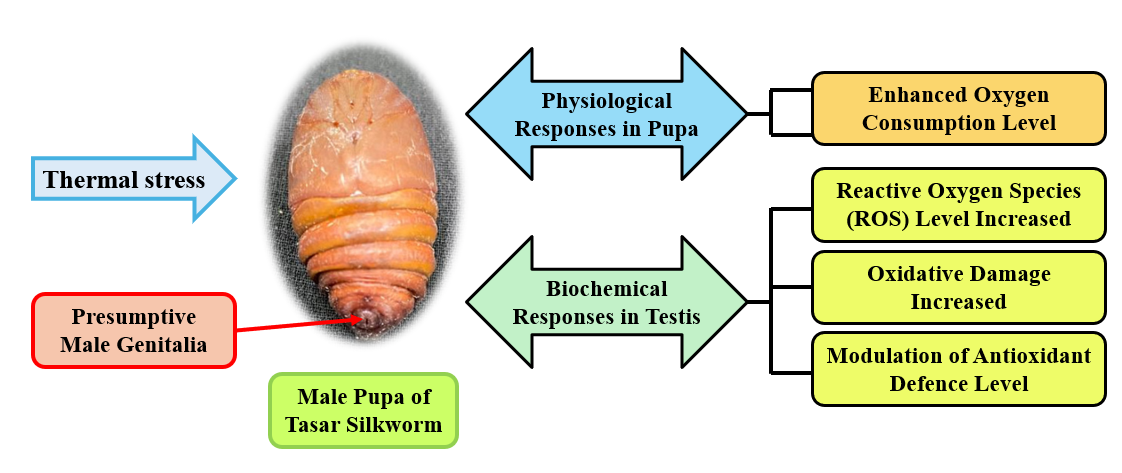 Thermal stress
Presumptive
Male Genitalia
Male Pupa of
Tasar Silkworm
Physiological
Responses in Pupa
Enhanced Oxygen
Consumption Level
Biochemical
Responses in Testis
Reactive Oxygen Species
(ROS) Level Increased
Oxidative Damage
Increased
Modulation of Antioxidant
Defence Level